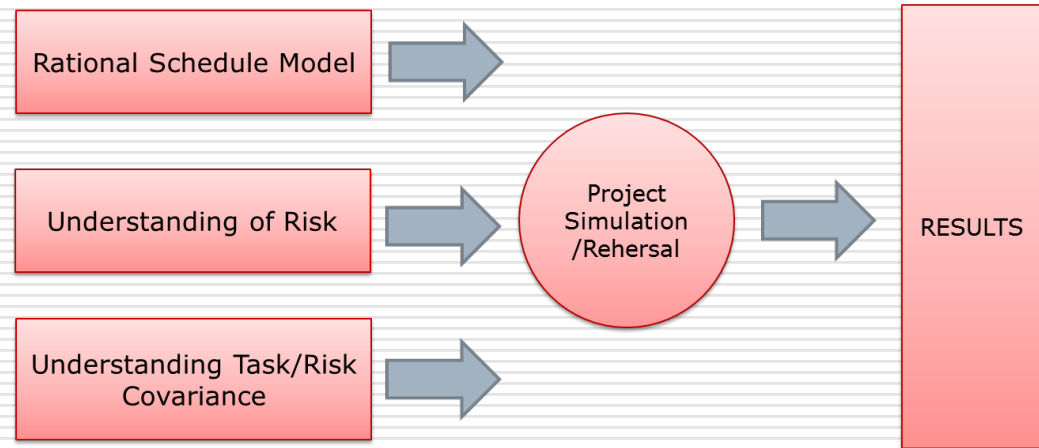 Rational Schedule Model
Understanding of Risk
Understanding Task/Risk
Covariance
Project
Simulation
/Rehersal
RESULTS